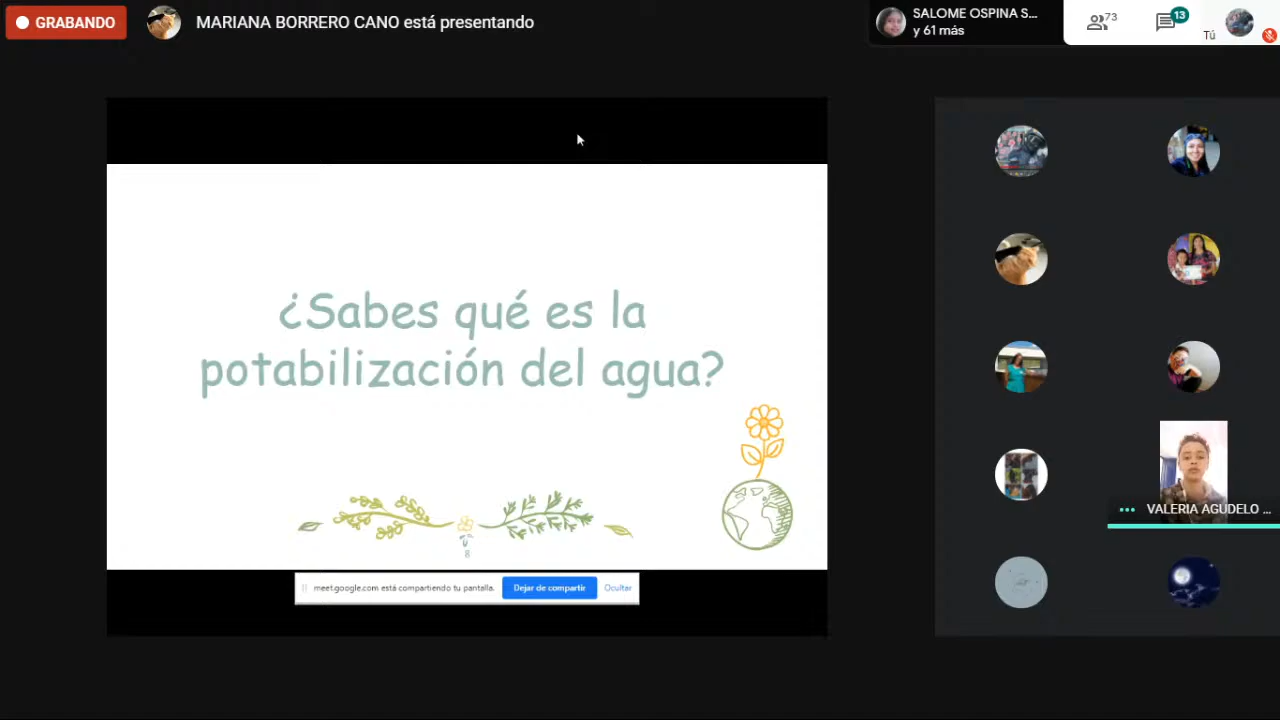 GRABANDO
MARIANA BORRERO CANO está presentando
SALOME OSPINA S...
y 61 más
73
13
Tú
¿Sabes qué es la
potabilización del agua?
8
meet.google.com está compartiendo tu pantalla.
Dejar de compartir
Ocultar
VALERIA AGUDELO ...